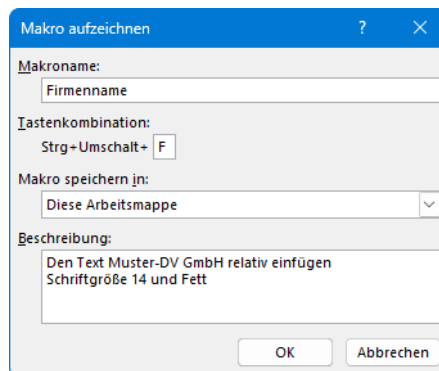 Makro aufzeichnen ? ×
Makroname:
Firmenname
Tastenkombination:
Strg+Umschalt+ F
Makro speichern in:
Diese Arbeitsmappe
Beschreibung:
Den Text Muster-DV GmbH relativ einfügen
Schriftgröße 14 und Fett
OK Abbrechen